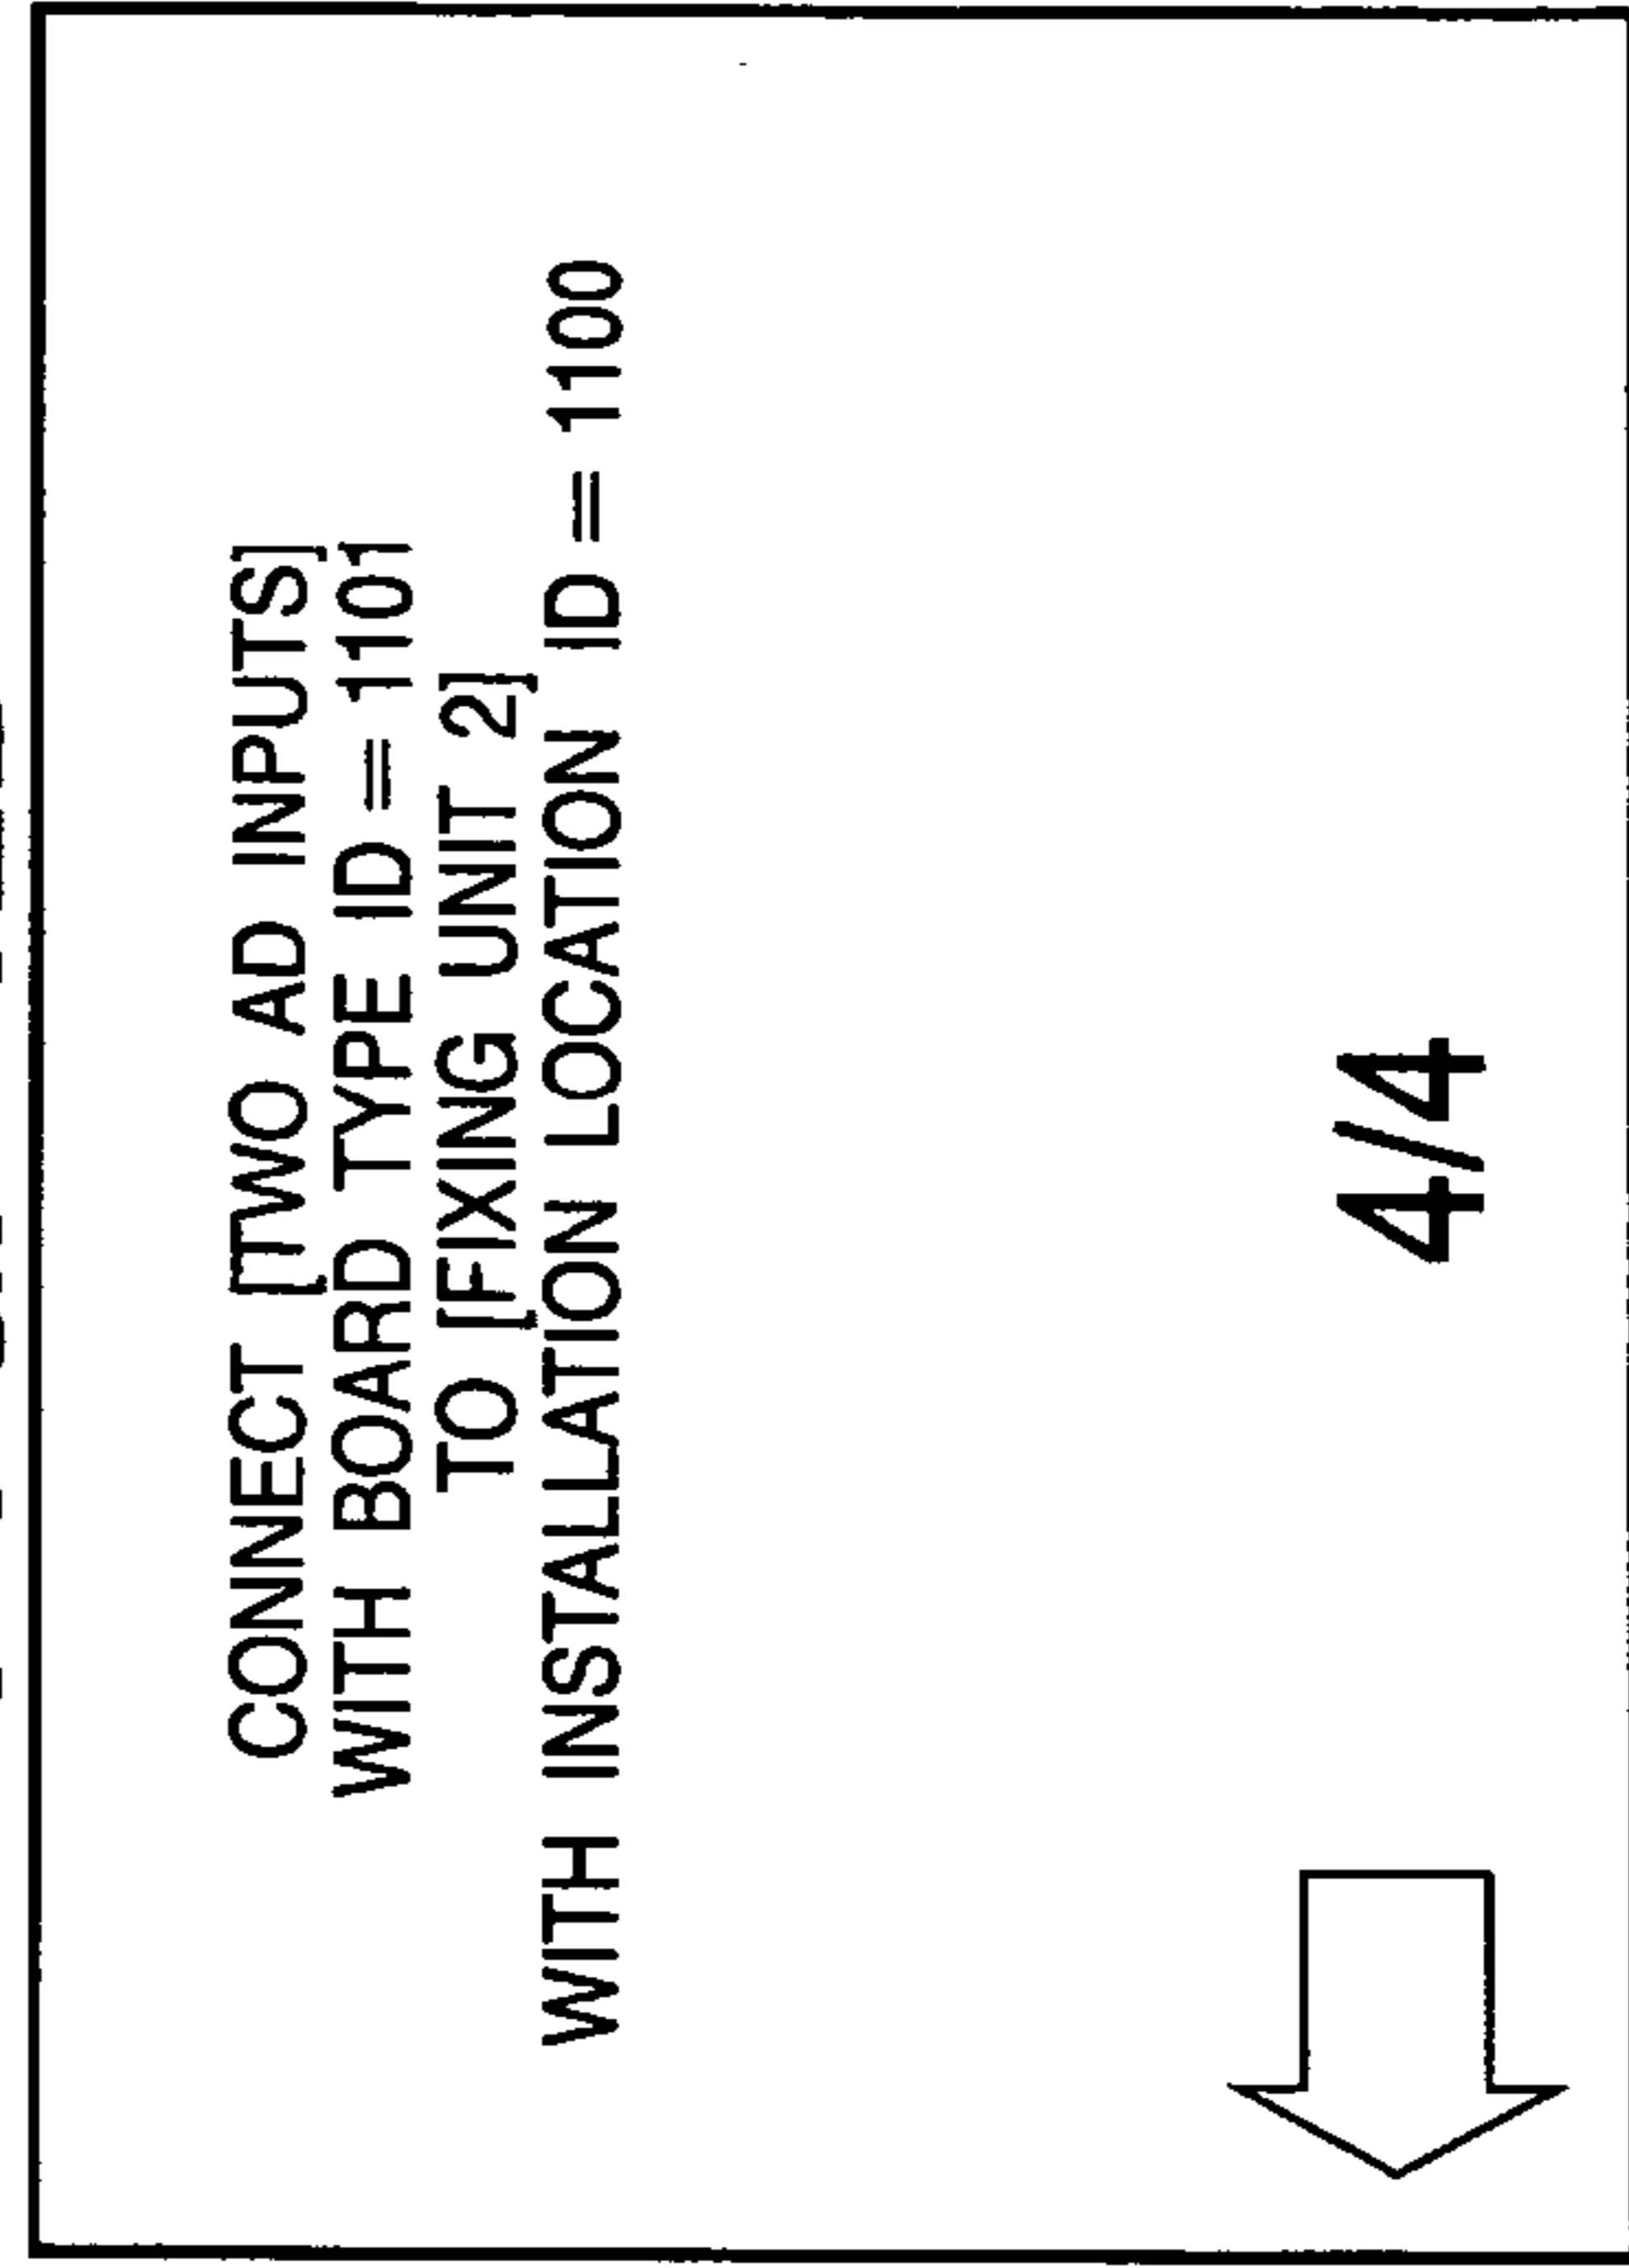 CONNECT [TWO AD INPUTS]
WITH BOARD TYPE ID = 1101
TO [FIXING UNIT 2]
WITH INSTALLATION LOCATION ID = 1100
4/4